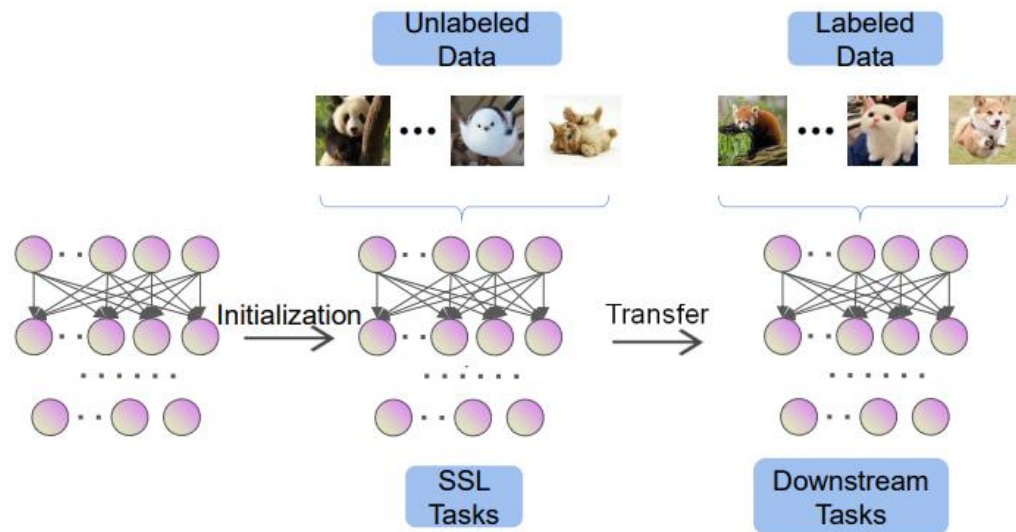 Unlabeled
Data
Labeled
Data
Initialization
Transfer
SSL
Tasks
Downstream
Tasks